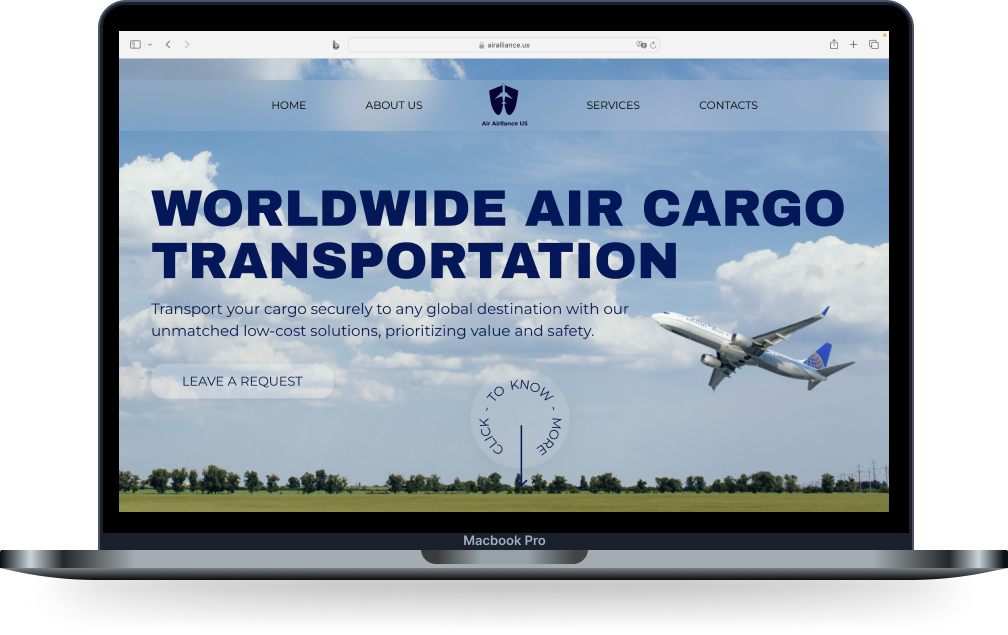 airalliance.us
HOME
ABOUT US
Air Airliance US
SERVICES
CONTACTS
WORLDWIDE AIR CARGO
TRANSPORTATION
Transport your cargo securely to any global destination with our
unmatched low-cost solutions, prioritizing value and safety.
LEAVE A REQUEST
CLICK - TO KNOW - MORE
Macbook Pro